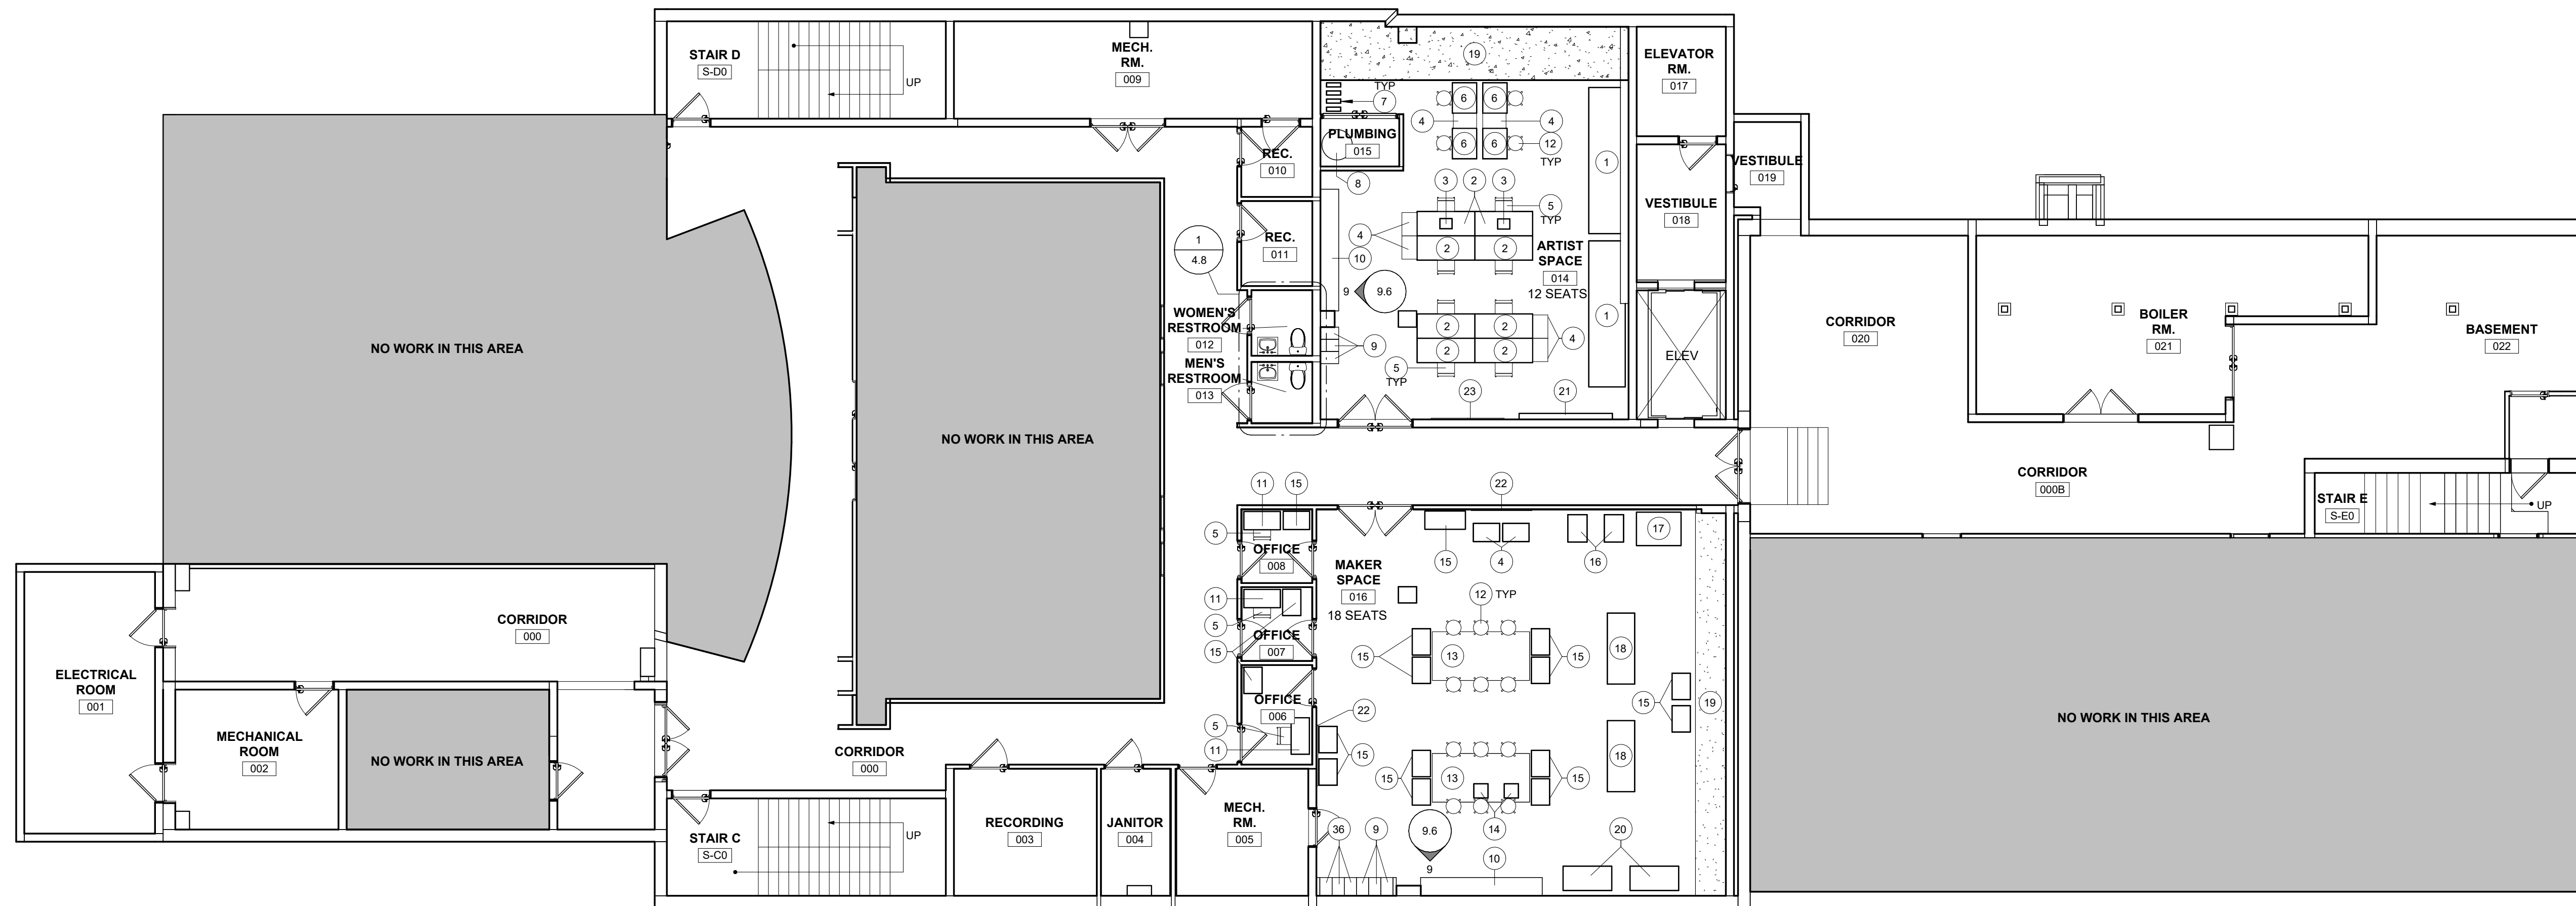 STAIR D
S-D0
UP
MECH.
RM.
009
19
ELEVATOR
RM.
017
TYP
7
6
6
4
4
PLUMBING
015
6
6
12
TYP
1
8
REC.
010
VESTIBULE
019
3
2
3
5
TYP
VESTIBULE
018
REC.
011
1
4.8
4
2
2
10
ARTIST
SPACE
014
12 SEATS
9
9.6
1
WOMEN'S
RESTROOM
012
2
2
4
9
2
2
MEN'S
RESTROOM
013
5
TYP
23
21
ELEV
CORRIDOR
020
BOILER
RM.
021
BASEMENT
022
NO WORK IN THIS AREA
NO WORK IN THIS AREA
CORRIDOR
000B
STAIR E
S-E0
UP
11
15
5
OFFICE
008
22
17
15
4
16
MAKER
SPACE
016
18 SEATS
12 TYP
11
5
OFFICE
007
15
15
13
15
18
15
19
OFFICE
006
5
11
22
15
15
13
15
18
14
36
9
9.6
9
10
20
CORRIDOR
000
ELECTRICAL
ROOM
001
MECHANICAL
ROOM
002
NO WORK IN THIS AREA
CORRIDOR
000
STAIR C
S-C0
UP
RECORDING
003
JANITOR
004
MECH.
RM.
005
NO WORK IN THIS AREA